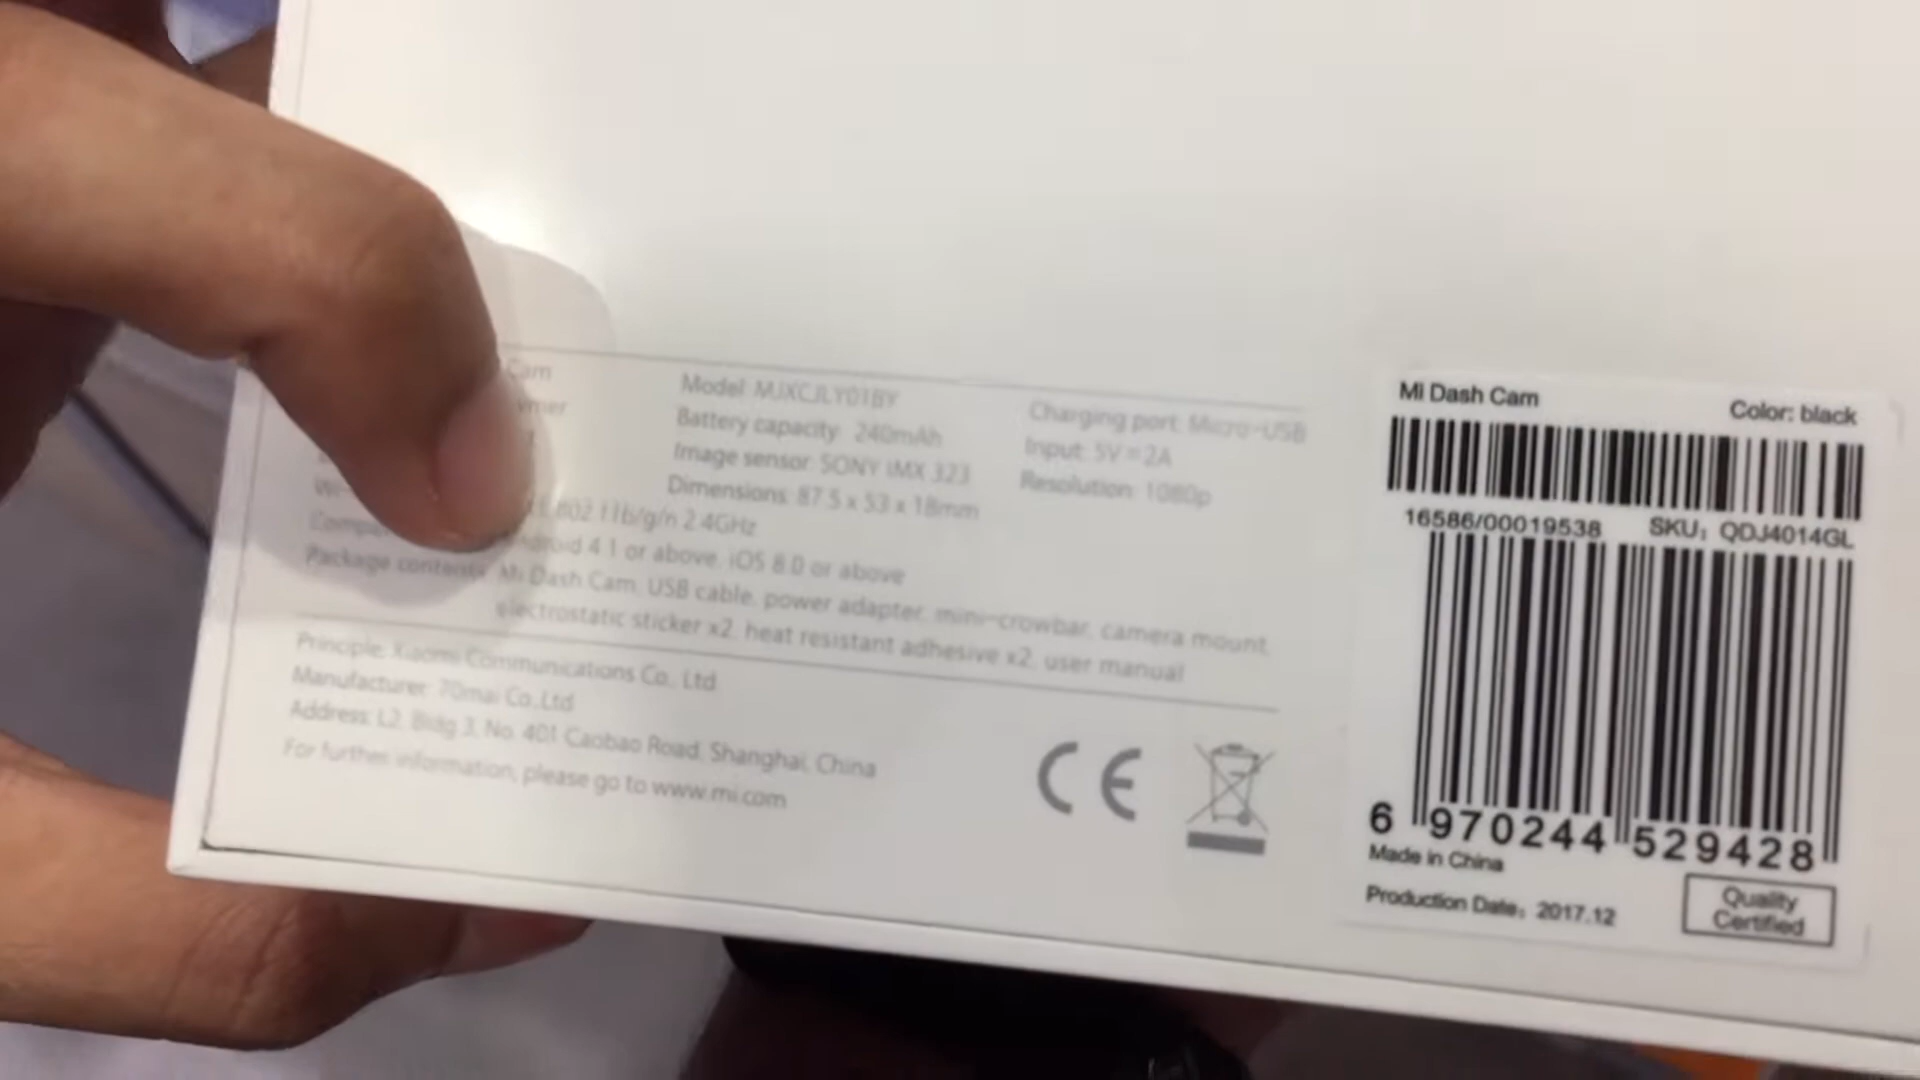 Cam
Model: MJXCJLY01BY
Battery capacity: 240mAh
Image sensor: SONY IMX 323
Dimensions: 87.5 x 53 x 18mm
Charging port: Micro-USB
Input: 5V = 2A
Resolution: 1080p
802.11b/g/n 2.4GHz
4.1 or above, iOS 8.0 or above
Package contents: Mi Dash Cam, USB cable, power adapter, mini-crowbar, camera mount,
electrostatic sticker x2, heat resistant adhesive x2, user manual
Principle: Xiaomi Communications Co., Ltd.
Manufacturer: 70mai Co.,Ltd
Address: L2, Bldg 3, No. 401 Caobao Road, Shanghai, China
For further information, please go to www.mi.com
CE
Mi Dash Cam Color: black
16586/00019538 SKU: QDJ4014GL
6 970244 529428
Made in China
Production Date: 2017.12
Quality
Certified